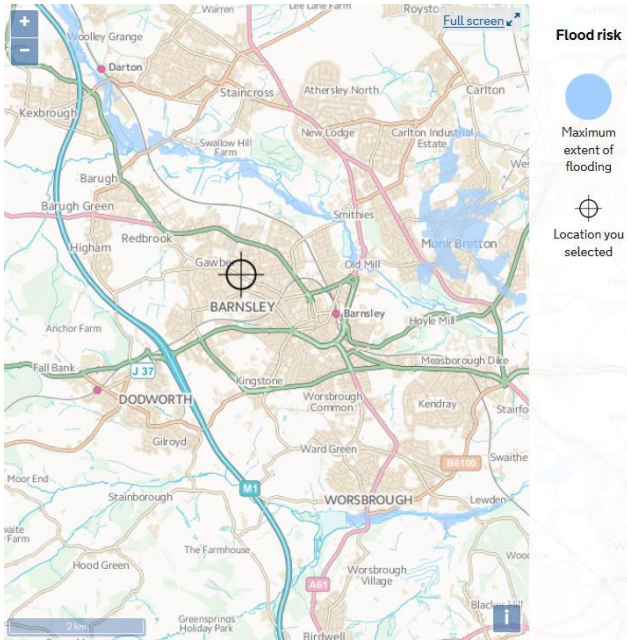 +
−
Full screen
Warren
Lee Lane Farm
Royston
Woolley Grange
Darton
Staincross
Athersley North
Carlton
Kexbrough
New Lodge
Carlton Industrial
Estate
Swallow Hill
Farm
Barugh
Barugh Green
Smithies
Redbrook
Monk Bretton
Higham
Gawber
Old Mill
BARNSLEY
Barnsley
Hoyle Mill
Anchor Farm
J 37
Fall Bank
Measborough Dike
Kingstone
DODWORTH
Worsbrough
Common
Kendray
Stairfo
Gilroyd
Ward Green
B6100
Swaithe
Moor End
M1
Stainborough
WORSBROUGH
Lewden
waite
Farm
The Farmhouse
Hood Green
Worsbrough
Village
A61
Blacker Hill
Greensprings
Holiday Park
Birdwell
2 km
i
Flood risk
Maximum
extent of
flooding
Location you
selected